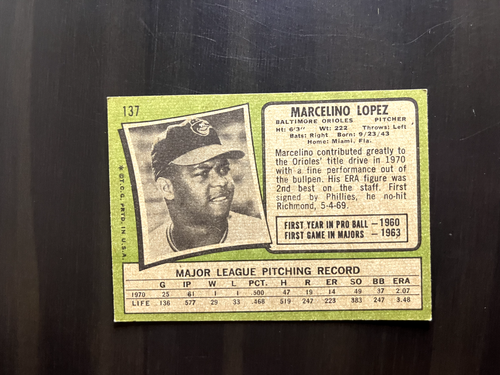 137
MARCELINO LOPEZ
BALTIMORE ORIOLES PITCHER
Ht: 6'3" Wt: 222 Throws: Left
Bats: Right Born: 9/23/43
Home: Miami, Fla.
Marcelino contributed greatly to
the Orioles' title drive in 1970
with a fine performance out of
the bullpen. His ERA figure was
2nd best on the staff. First
signed by Phillies, he no-hit
Richmond, 5-4-69.
FIRST YEAR IN PRO BALL — 1960
FIRST GAME IN MAJORS — 1963
© T.C.G. PRTD. IN U.S.A.
MAJOR LEAGUE PITCHING RECORD
G IP W L PCT. H R ER SO BB ERA
1970 25 61 1 1 .500 47 19 14 49 37 2.07
LIFE 136 577 29 33 .468 519 247 223 383 247 3.48